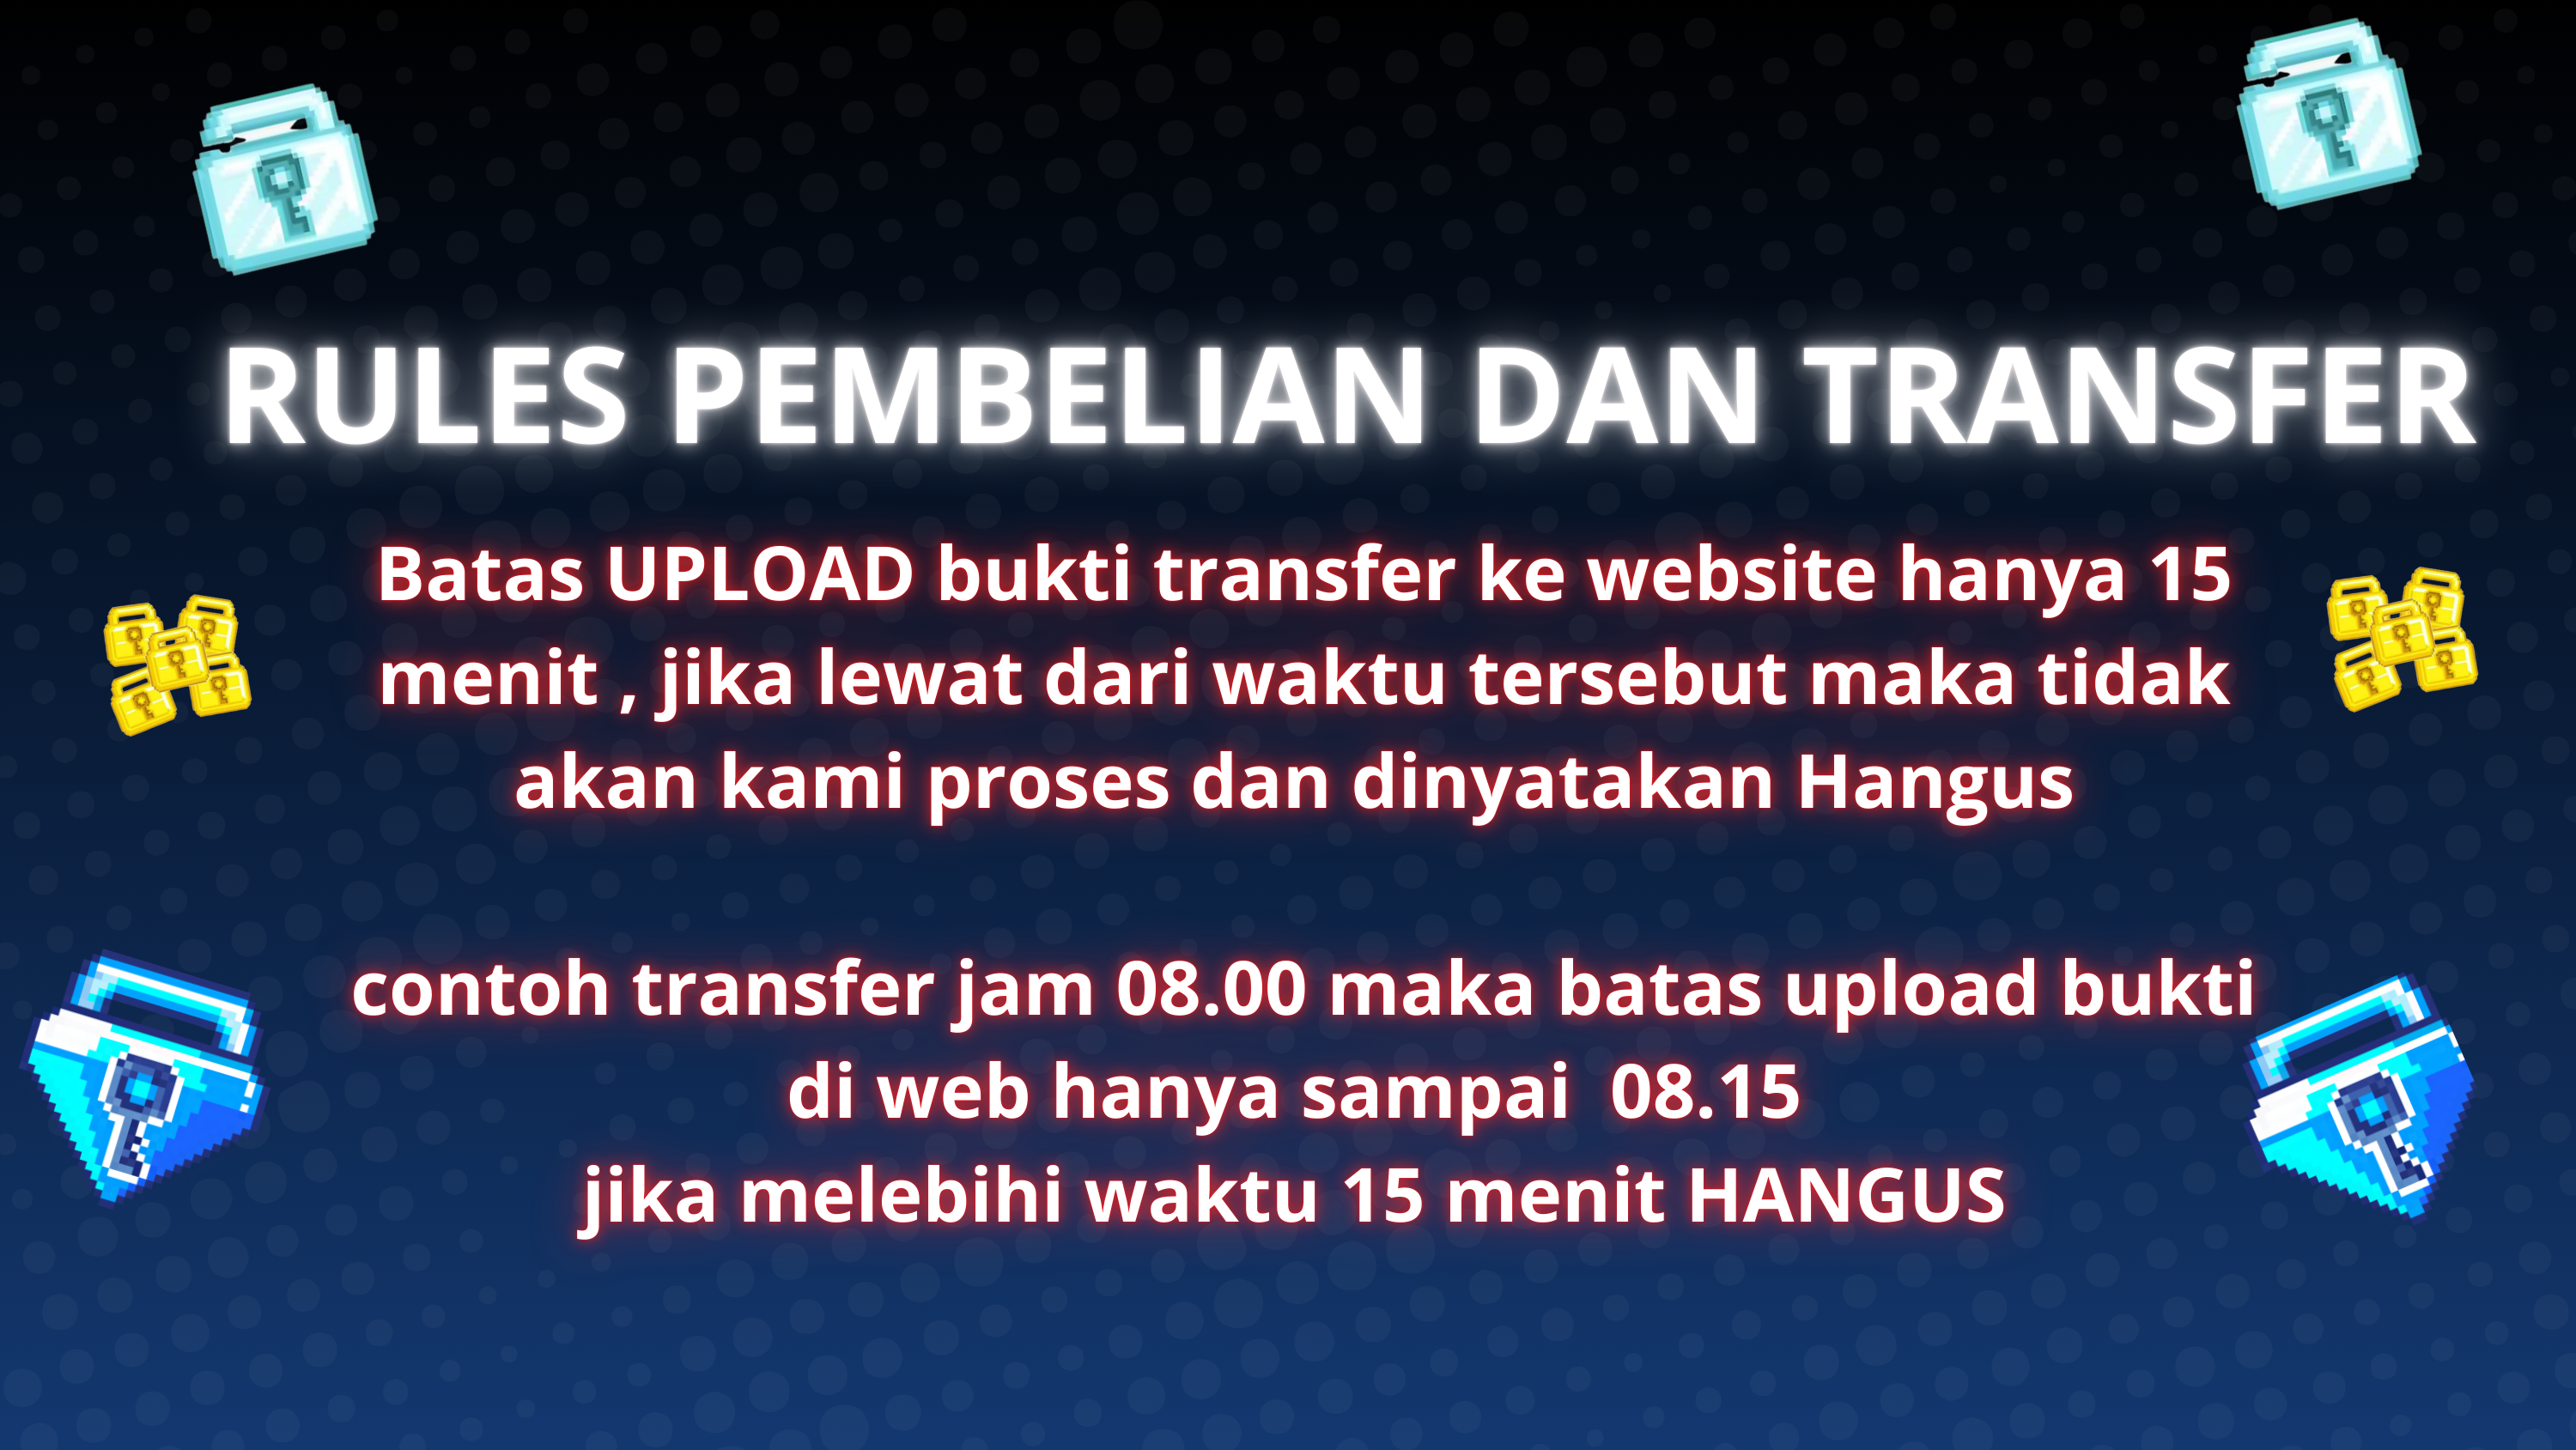 RULES PEMBELIAN DAN TRANSFER
Batas UPLOAD bukti transfer ke website hanya 15
menit , jika lewat dari waktu tersebut maka tidak
akan kami proses dan dinyatakan Hangus
contoh transfer jam 08.00 maka batas upload bukti
di web hanya sampai  08.15
jika melebihi waktu 15 menit HANGUS